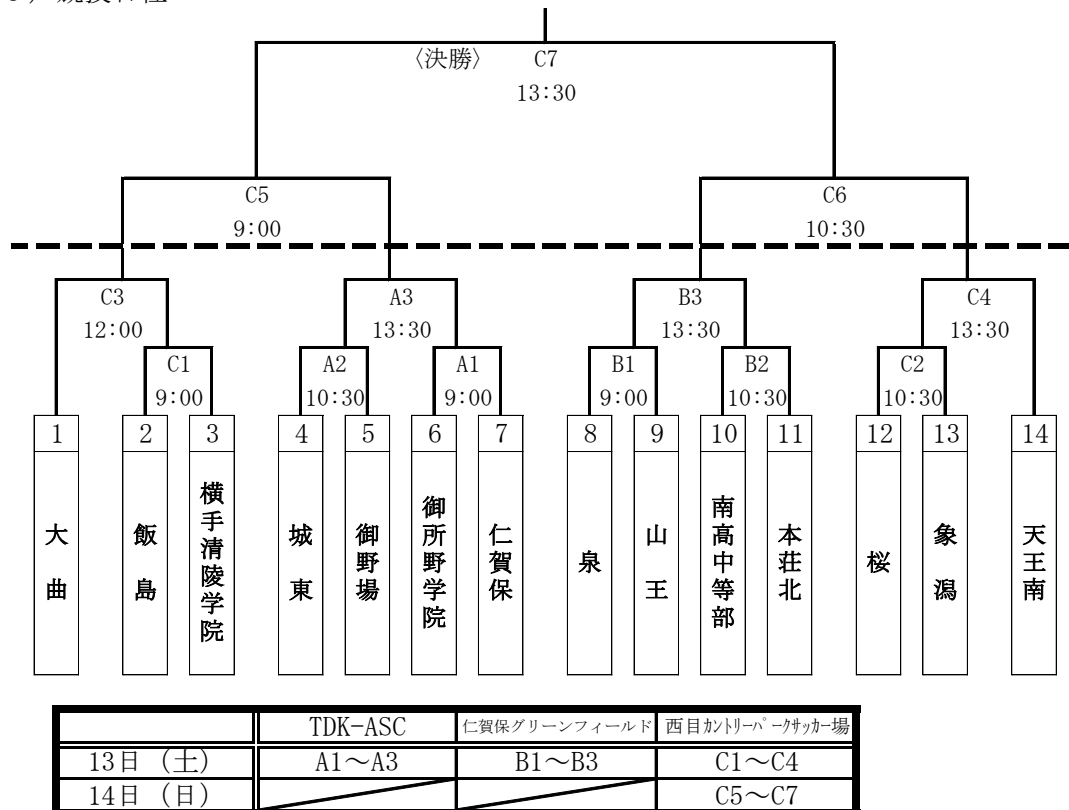 〈決勝〉 C7
13:30
C5
9:00
C6
10:30
C3
12:00
A3
13:30
B3
13:30
C4
13:30
C1
9:00
A2
10:30
A1
9:00
B1
9:00
B2
10:30
C2
10:30
1 2 3 4 5 6 7 8 9 10 11 12 13 14
大曲
飯島
横手清陵学院
城東
御野場
御所野学院
仁賀保
泉
山王
南高中等部
本荘北
桜
象潟
天王南
TDK-ASC 仁賀保グリーンフィールド 西目カントリーパークサッカー場
13日（土） A1～A3 B1～B3 C1～C4
14日（日） C5～C7